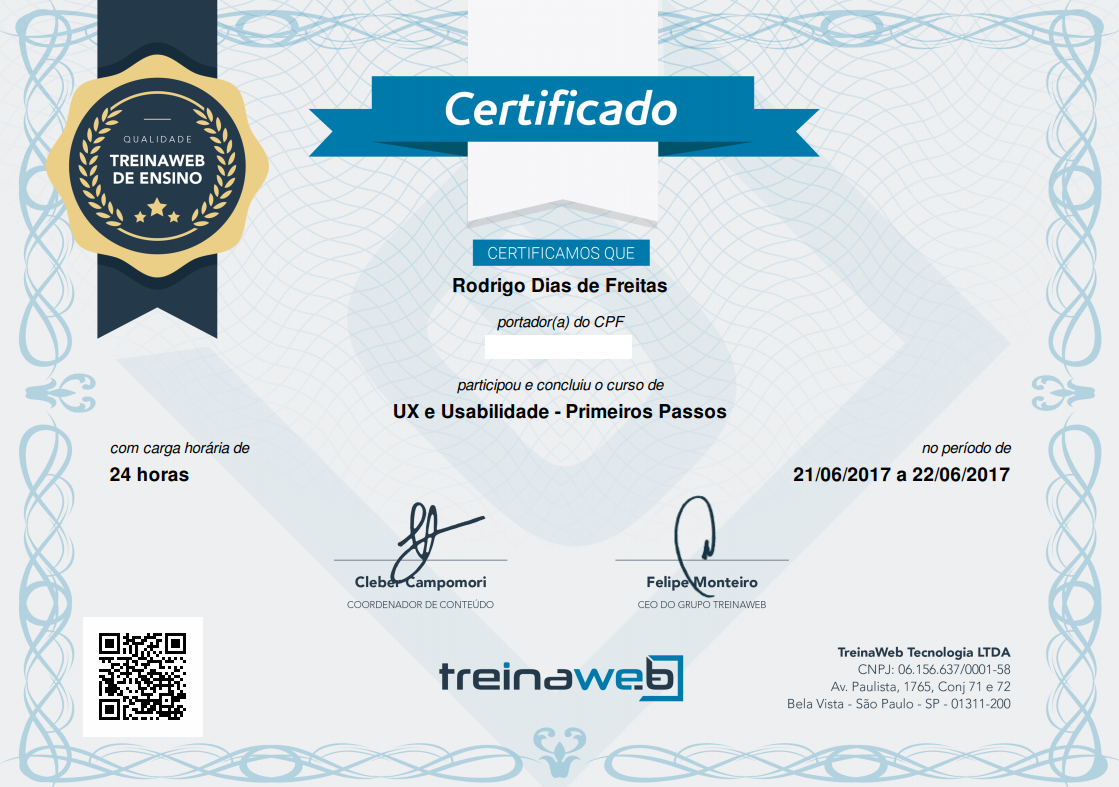 Certificado
QUALIDADE
TREINAWEB
DE ENSINO
CERTIFICAMOS QUE
Rodrigo Dias de Freitas
portador(a) do CPF
participou e concluiu o curso de
UX e Usabilidade - Primeiros Passos
com carga horária de
24 horas
no período de
21/06/2017 a 22/06/2017
Cleber Campomori
COORDENADOR DE CONTEÚDO
Felipe Monteiro
CEO DO GRUPO TREINAWEB
treinaweb
TreinaWeb Tecnologia LTDA
CNPJ: 06.156.637/0001-58
Av. Paulista, 1765, Conj 71 e 72
Bela Vista - São Paulo - SP - 01311-200